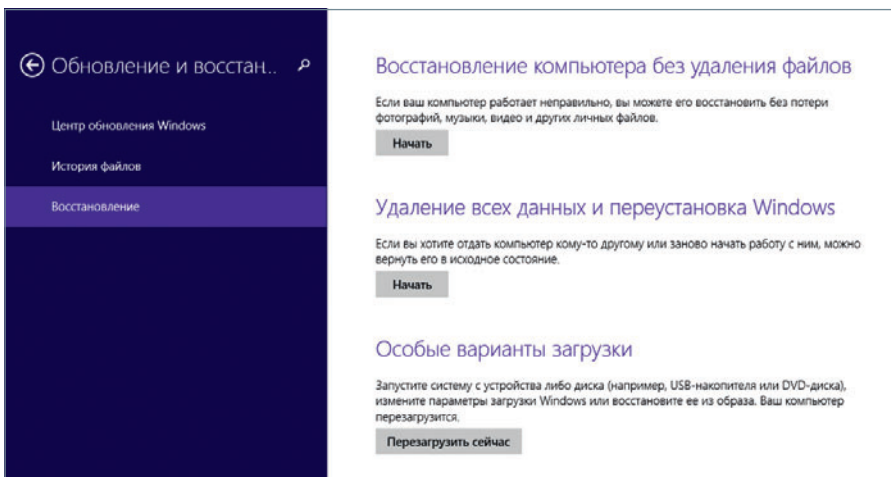 Обновление и восстан..
Центр обновления Windows
История файлов
Восстановление
Восстановление компьютера без удаления файлов
Если ваш компьютер работает неправильно, вы можете его восстановить без потери
фотографий, музыки, видео и других личных файлов.
Начать
Удаление всех данных и переустановка Windows
Если вы хотите отдать компьютер кому-то другому или заново начать работу с ним, можно
вернуть его в исходное состояние.
Начать
Особые варианты загрузки
Запустите систему с устройства либо диска (например, USB-накопителя или DVD-диска),
измените параметры загрузки Windows или восстановите ее из образа. Ваш компьютер
перезагрузится.
Перезагрузить сейчас